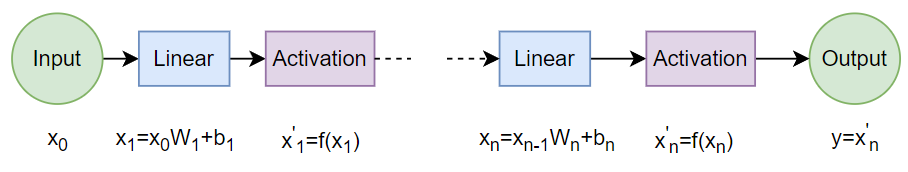 Input Linear Activation Linear Activation Output
x₀ x₁=x₀W₁+b₁ x'₁=f(x₁) xₙ=xₙ₋₁Wₙ+bₙ x'ₙ=f(xₙ) y=x'ₙ